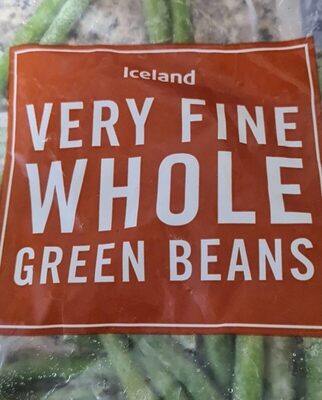 Iceland
VERY FINE
WHOLE
GREEN BEANS